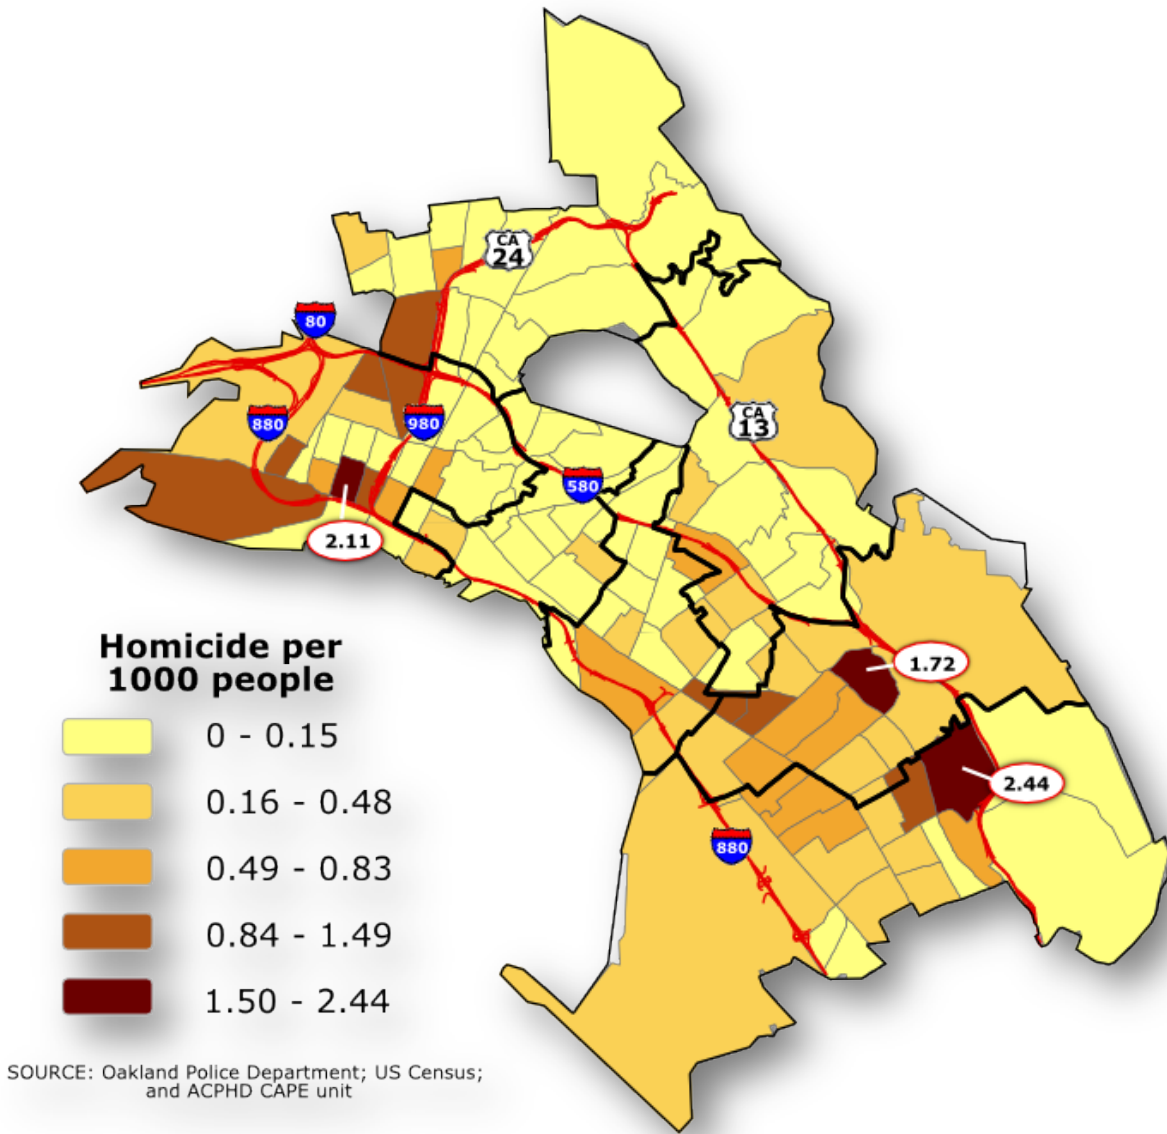 CA
24
80
880
980
CA
13
580
2.11
Homicide per
1000 people
1.72
0 - 0.15
2.44
0.16 - 0.48
880
0.49 - 0.83
0.84 - 1.49
1.50 - 2.44
SOURCE: Oakland Police Department; US Census;
and ACPHD CAPE unit